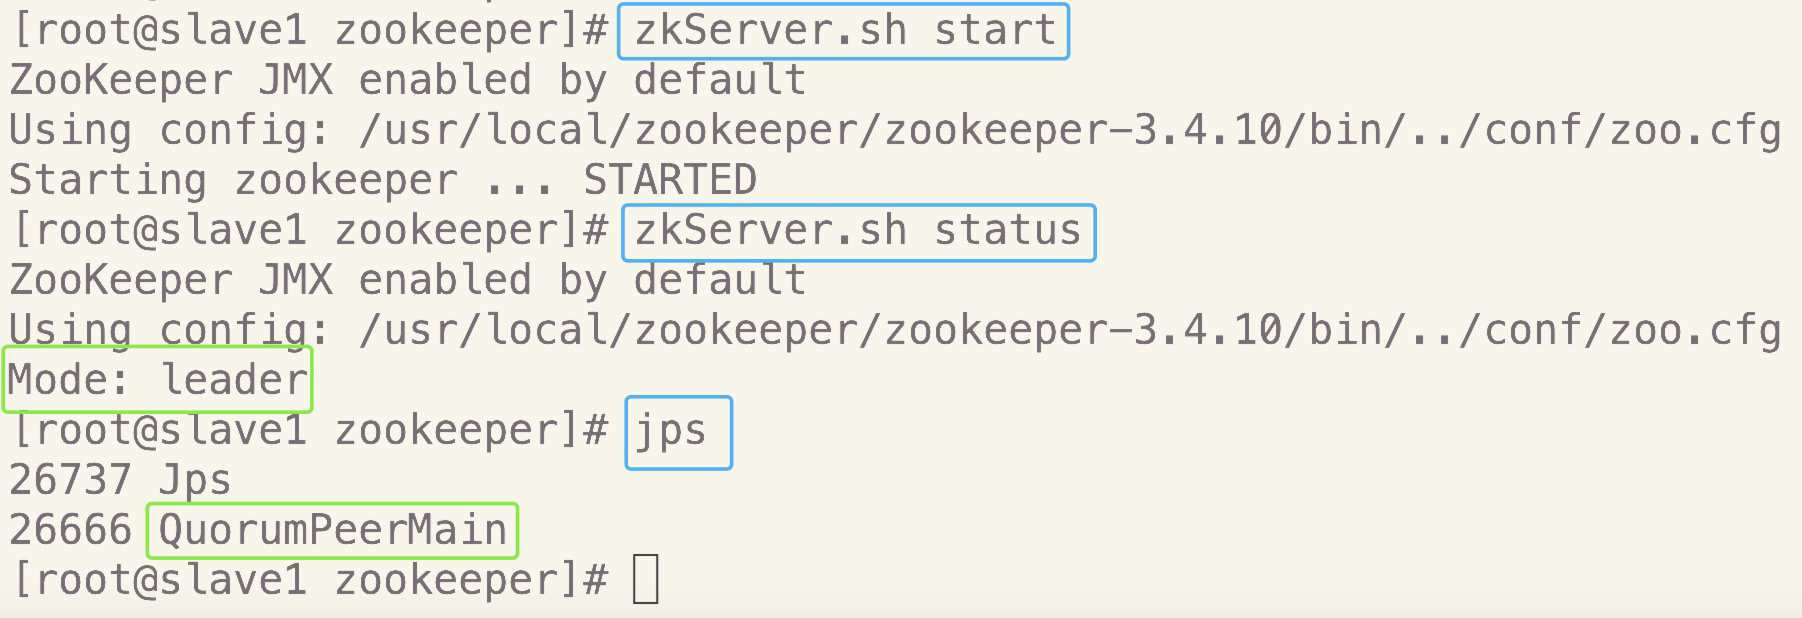 [root@slave1 zookeeper]# zkServer.sh start
ZooKeeper JMX enabled by default
Using config: /usr/local/zookeeper/zookeeper-3.4.10/bin/../conf/zoo.cfg
Starting zookeeper ... STARTED
[root@slave1 zookeeper]# zkServer.sh status
ZooKeeper JMX enabled by default
Using config: /usr/local/zookeeper/zookeeper-3.4.10/bin/../conf/zoo.cfg
Mode: leader
[root@slave1 zookeeper]# jps
26737 Jps
26666 QuorumPeerMain
[root@slave1 zookeeper]#